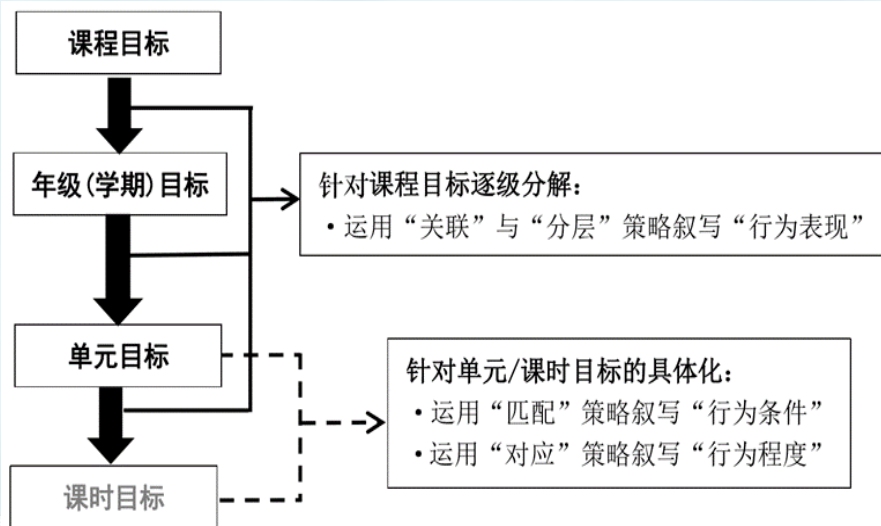 课程目标
年级(学期)目标
针对课程目标逐级分解：
·运用“关联”与“分层”策略叙写“行为表现”
单元目标
针对单元/课时目标的具体化：
·运用“匹配”策略叙写“行为条件”
·运用“对应”策略叙写“行为程度”
课时目标